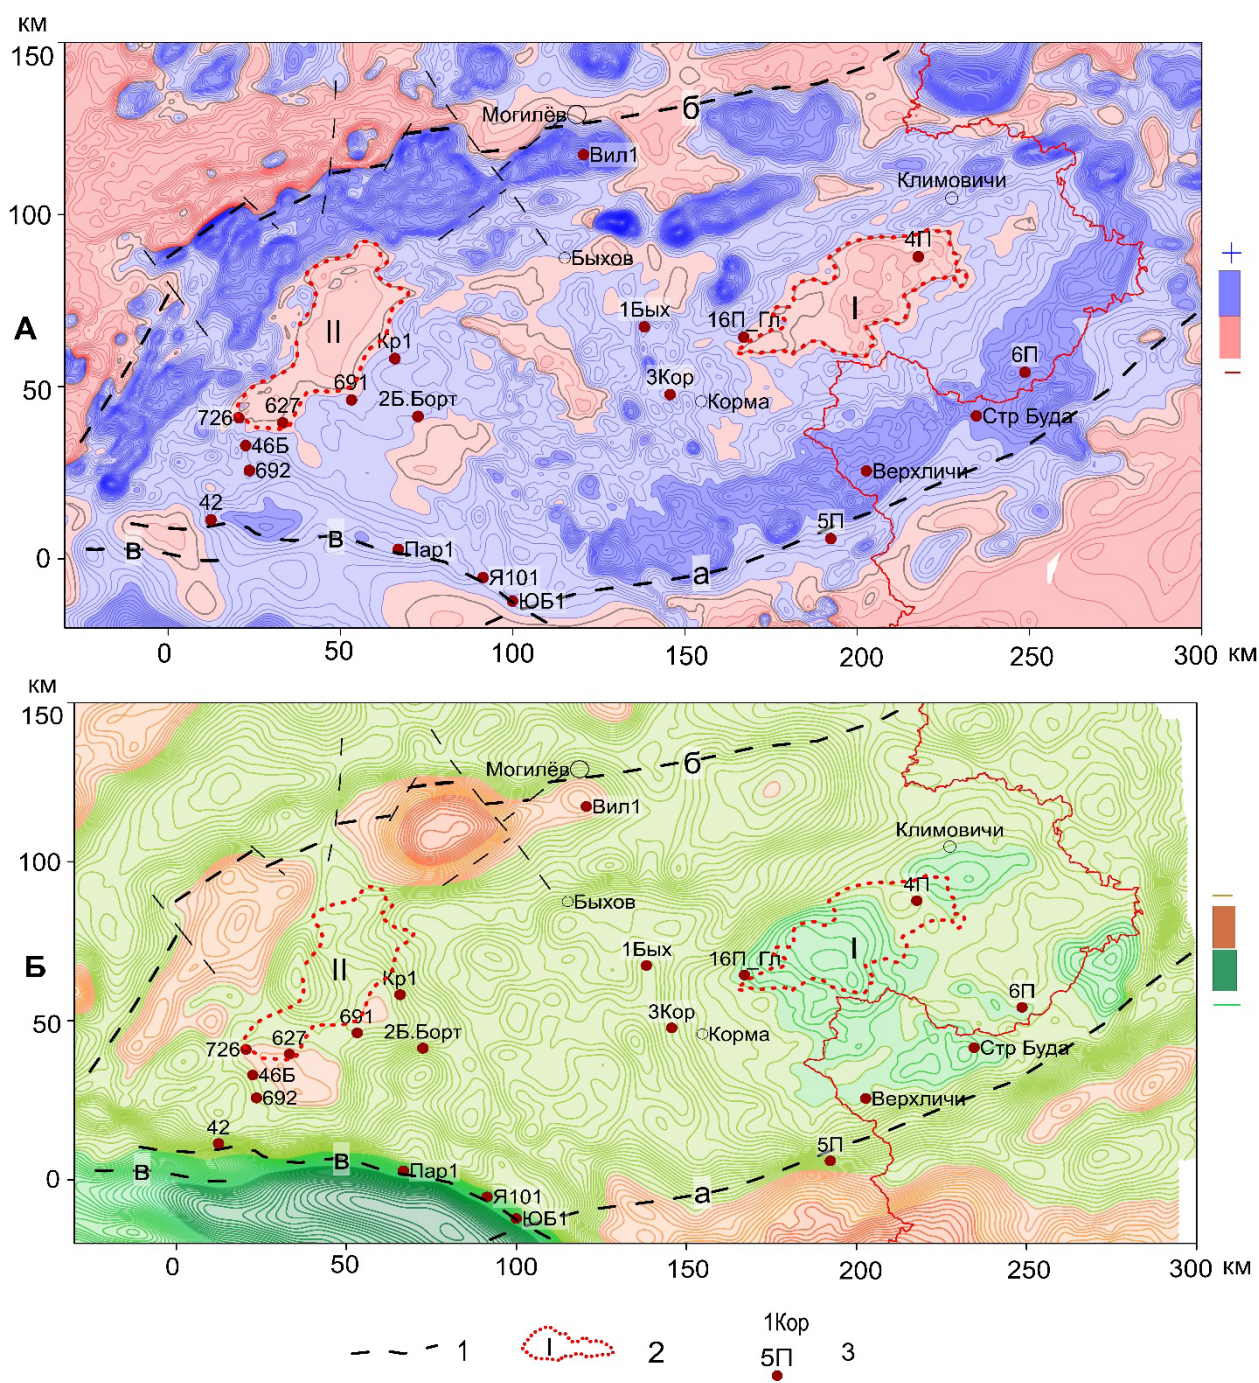 км
150
Могилёв
б
Вил1
Климовичи
100
4П
Быхов
+
II
1Бых
16П_Гл
I
А
Кр1
6П
50
691
2Б.Борт
3Кор
Корма
627
726
Стр Буда
46Б
692
Верхличи
42
5П
в
в
Пар1
0
Я101
а
ЮБ1
–
0
50
100
150
200
250
300
км
км
150
Могилёв
б
Вил1
Климовичи
100
4П
Быхов
–
II
1Бых
16П_Гл
I
Б
Кр1
6П
50
691
2Б.Борт
3Кор
Корма
627
726
Стр Буда
46Б
692
Верхличи
42
5П
в
в
Пар1
0
Я101
а
ЮБ1
0
50
100
150
200
250
300
км
1
I
2
1Кор
5П
3